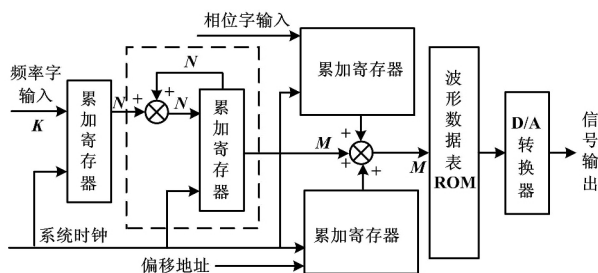 相位字输入
频率字
输入
K
累加寄存器
N
+
+
N
N
累加寄存器
M
累加寄存器
+
+
+
M
波形数据表
ROM
D/A
转换器
信号输出
系统时钟
偏移地址
累加寄存器